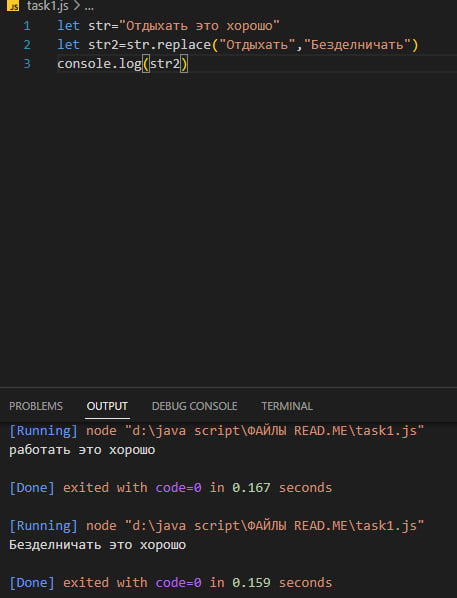 JS task1.js > ...
1 let str="Отдыхать это хорошо"
2 let str2=str.replace("Отдыхать","Безделничать")
3 console.log(str2)
PROBLEMS OUTPUT DEBUG CONSOLE TERMINAL
[Running] node "d:\java script\ФАЙЛЫ READ.ME\task1.js"
работать это хорошо
[Done] exited with code=0 in 0.167 seconds
[Running] node "d:\java script\ФАЙЛЫ READ.ME\task1.js"
Безделничать это хорошо
[Done] exited with code=0 in 0.159 seconds